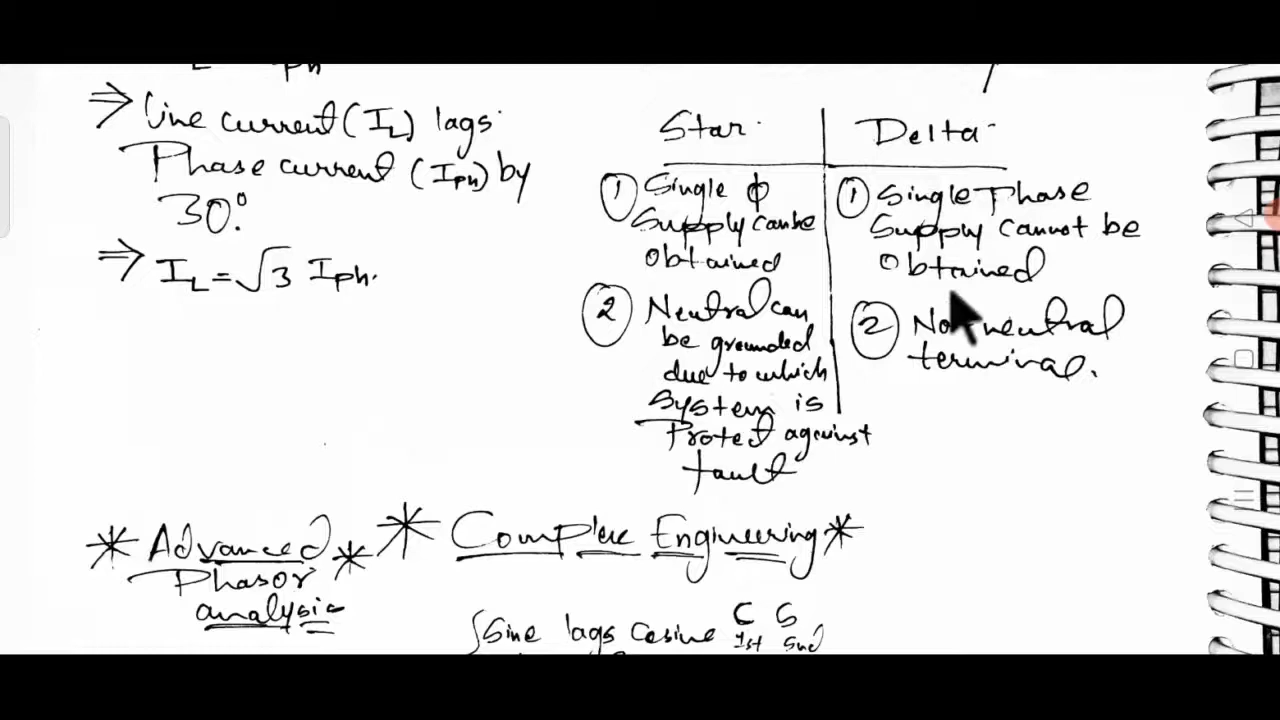 ⇒ Line current (IL) lags
Phase current (Iph) by
30°.
⇒ IL = √3 Iph.
Star
① Single ϕ
Supply can be
Obtained
② Neutral can
be grounded
due to which
System is
Protect against
fault
Delta
① Single Phase
Supply cannot be
Obtained
② No neutral
terminal.
* Advanced *
Phasor
analysis
* Complex Engineering *
Sine lags Cosine C S
1st